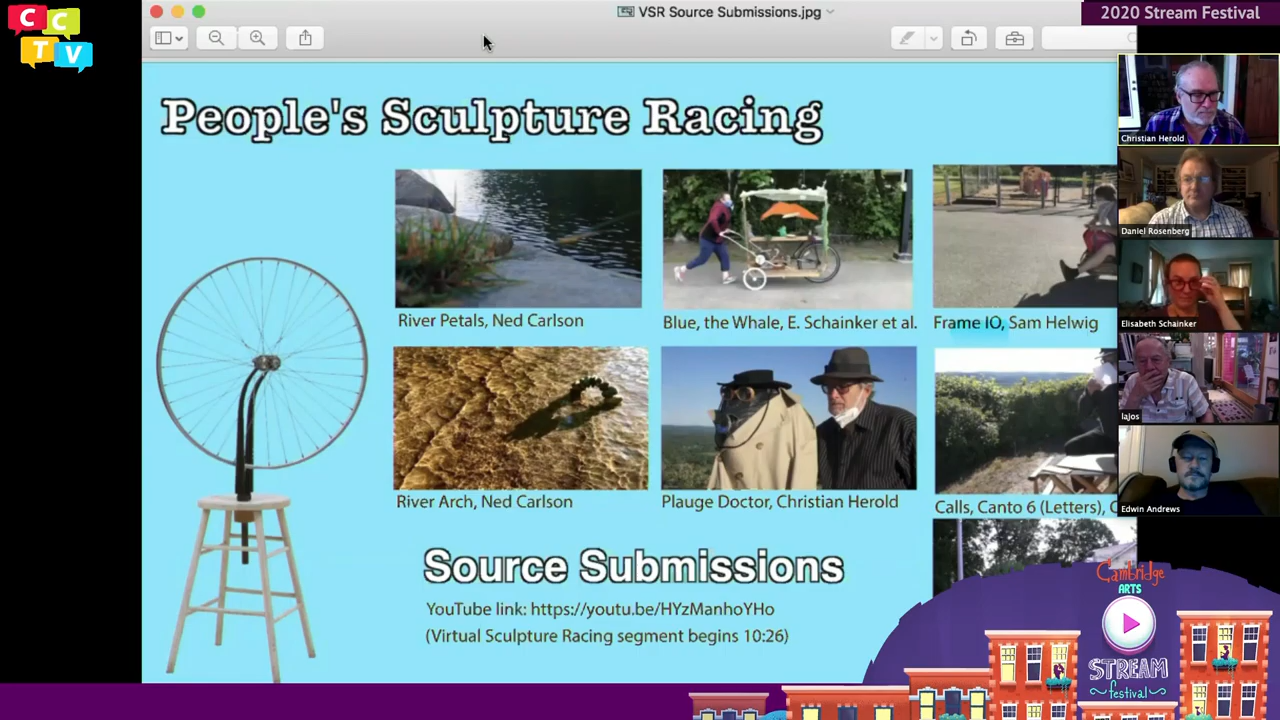 CCTV
VSR Source Submissions.jpg
2020 Stream Festival
People's Sculpture Racing
River Petals, Ned Carlson
Blue, the Whale, E. Schainker et al.
Frame IO, Sam Helwig
River Arch, Ned Carlson
Plauge Doctor, Christian Herold
Calls, Canto 6 (Letters), C
Source Submissions
YouTube link: https://youtu.be/HYzManhoYHo
(Virtual Sculpture Racing segment begins 10:26)
Christian Herold
Daniel Rosenberg
Elisabeth Schainker
lajos
Edwin Andrews
Cambridge
ARTS
STREAM
festival